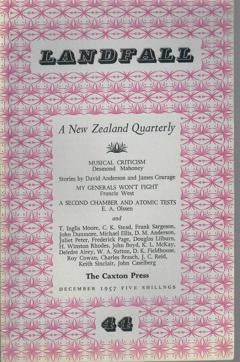 LANDFALL
A New Zealand Quarterly
MUSICAL CRITICISM
Desmond Mahoney
Stories by David Anderson and James Courage
MY GENERALS WON'T FIGHT
Francis West
A SECOND CHAMBER AND ATOMIC TESTS
E. A. Olssen
and
T. Inglis Moore, C. K. Stead, Frank Sargeson,
John Dunmore, Michael Ellis, D. M. Anderson,
Juliet Peter, Frederick Page, Douglas Lilburn,
H. Winston Rhodes, John Boyd, K. L. McKay,
Deirdre Airey, W. A. Sutton, D. K. Fieldhouse,
Roy Cowan, Charles Brasch, J. C. Reid,
Keith Sinclair, John Caselberg
The Caxton Press
DECEMBER 1957 FIVE SHILLNGS
44